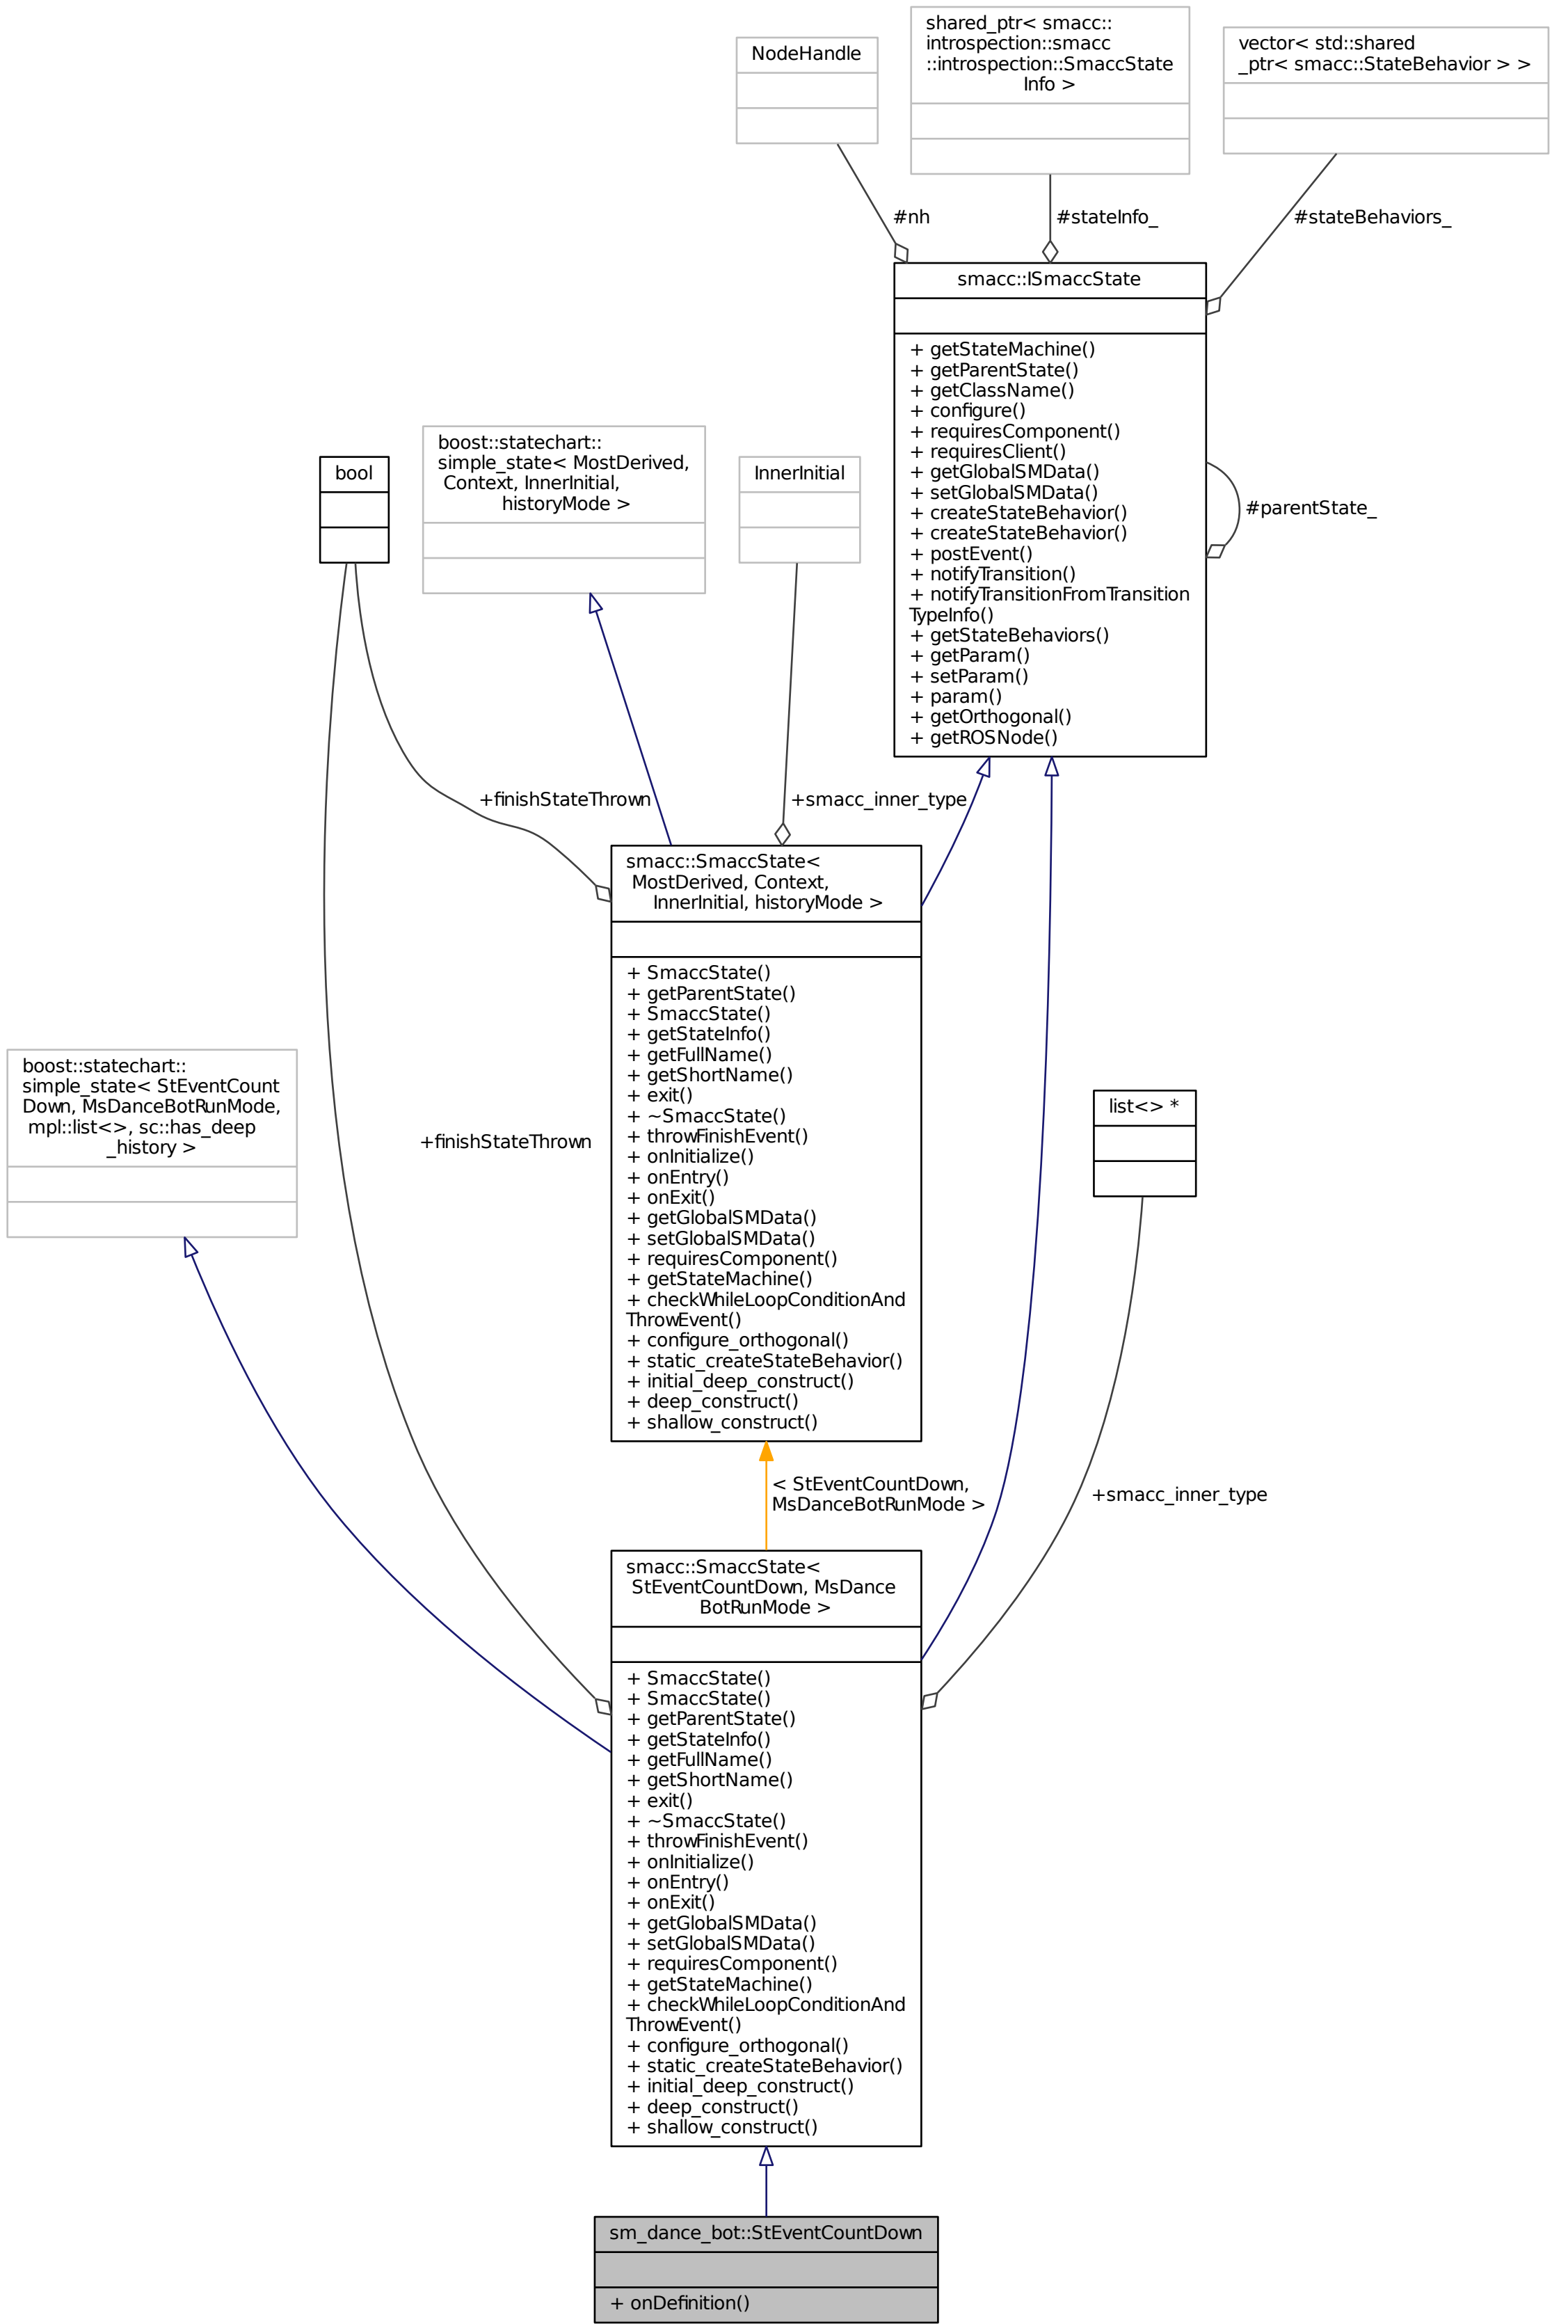 shared_ptr< smacc::
introspection::smacc
::introspection::SmaccState
Info >
NodeHandle
vector< std::shared
_ptr< smacc::StateBehavior > >
#nh
#stateInfo_
#stateBehaviors_
smacc::ISmaccState
+ getStateMachine()
+ getParentState()
+ getClassName()
+ configure()
+ requiresComponent()
+ requiresClient()
+ getGlobalSMData()
+ setGlobalSMData()
+ createStateBehavior()
+ createStateBehavior()
+ postEvent()
+ notifyTransition()
+ notifyTransitionFromTransition
TypeInfo()
+ getStateBehaviors()
+ getParam()
+ setParam()
+ param()
+ getOrthogonal()
+ getROSNode()
#parentState_
bool
boost::statechart::
simple_state< MostDerived,
Context, InnerInitial,
historyMode >
InnerInitial
+finishStateThrown
+smacc_inner_type
smacc::SmaccState<
MostDerived, Context,
InnerInitial, historyMode >
+ SmaccState()
+ getParentState()
+ SmaccState()
+ getStateInfo()
+ getFullName()
+ getShortName()
+ exit()
+ ~SmaccState()
+ throwFinishEvent()
+ onInitialize()
+ onEntry()
+ onExit()
+ getGlobalSMData()
+ setGlobalSMData()
+ requiresComponent()
+ getStateMachine()
+ checkWhileLoopConditionAnd
ThrowEvent()
+ configure_orthogonal()
+ static_createStateBehavior()
+ initial_deep_construct()
+ deep_construct()
+ shallow_construct()
boost::statechart::
simple_state< StEventCount
Down, MsDanceBotRunMode,
mpl::list<>, sc::has_deep
_history >
+finishStateThrown
list<> *
< StEventCountDown,
MsDanceBotRunMode >
+smacc_inner_type
smacc::SmaccState<
StEventCountDown, MsDance
BotRunMode >
+ SmaccState()
+ SmaccState()
+ getParentState()
+ getStateInfo()
+ getFullName()
+ getShortName()
+ exit()
+ ~SmaccState()
+ throwFinishEvent()
+ onInitialize()
+ onEntry()
+ onExit()
+ getGlobalSMData()
+ setGlobalSMData()
+ requiresComponent()
+ getStateMachine()
+ checkWhileLoopConditionAnd
ThrowEvent()
+ configure_orthogonal()
+ static_createStateBehavior()
+ initial_deep_construct()
+ deep_construct()
+ shallow_construct()
sm_dance_bot::StEventCountDown
+ onDefinition()